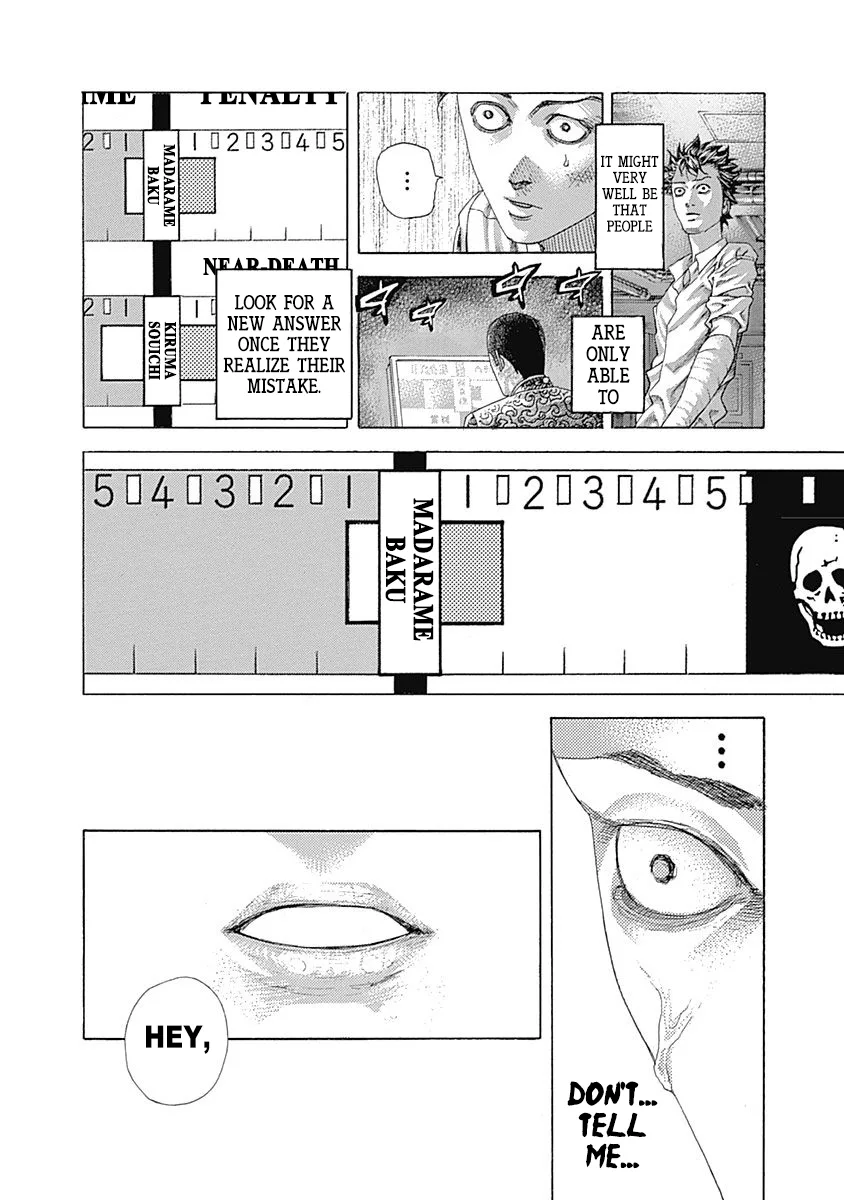 IT MIGHT
VERY
WELL BE
THAT
PEOPLE
...
ARE
ONLY
ABLE
TO
PENALTY
2 1 1 2 3 4 5
MADARAME
BAKU
NEAR-DEATH
2 1 1
KIRUMA
SOUICHI
LOOK FOR A
NEW ANSWER
ONCE THEY
REALIZE THEIR
MISTAKE.
5 4 3 2 1 1 2 3 4 5
MADARAME
BAKU
...
DON'T...
TELL
ME...
HEY,